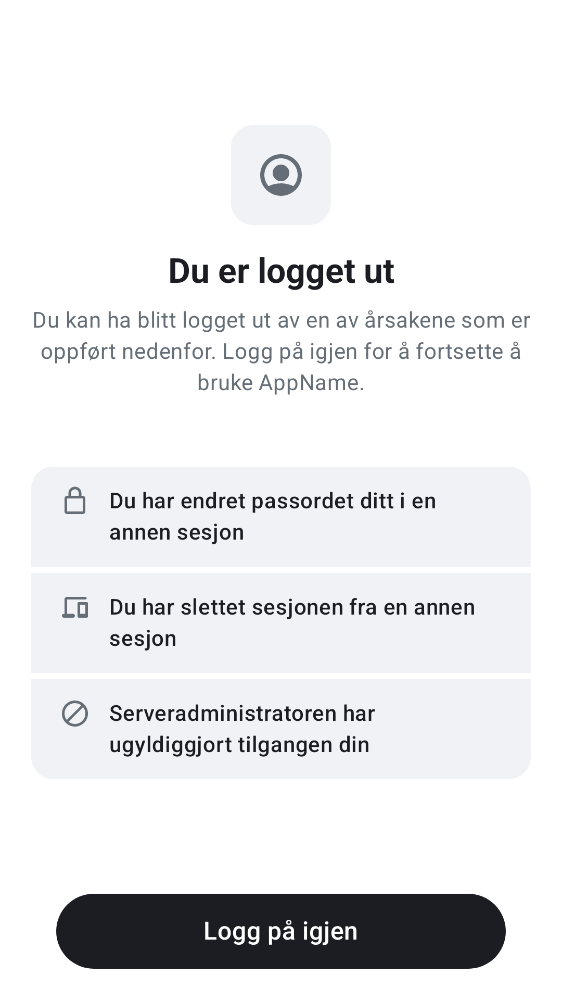 Du er logget ut
Du kan ha blitt logget ut av en av årsakene som er
oppført nedenfor. Logg på igjen for å fortsette å
bruke AppName.
Du har endret passordet ditt i en
annen sesjon
Du har slettet sesjonen fra en annen
sesjon
Serveradministratoren har
ugyldiggjort tilgangen din
Logg på igjen